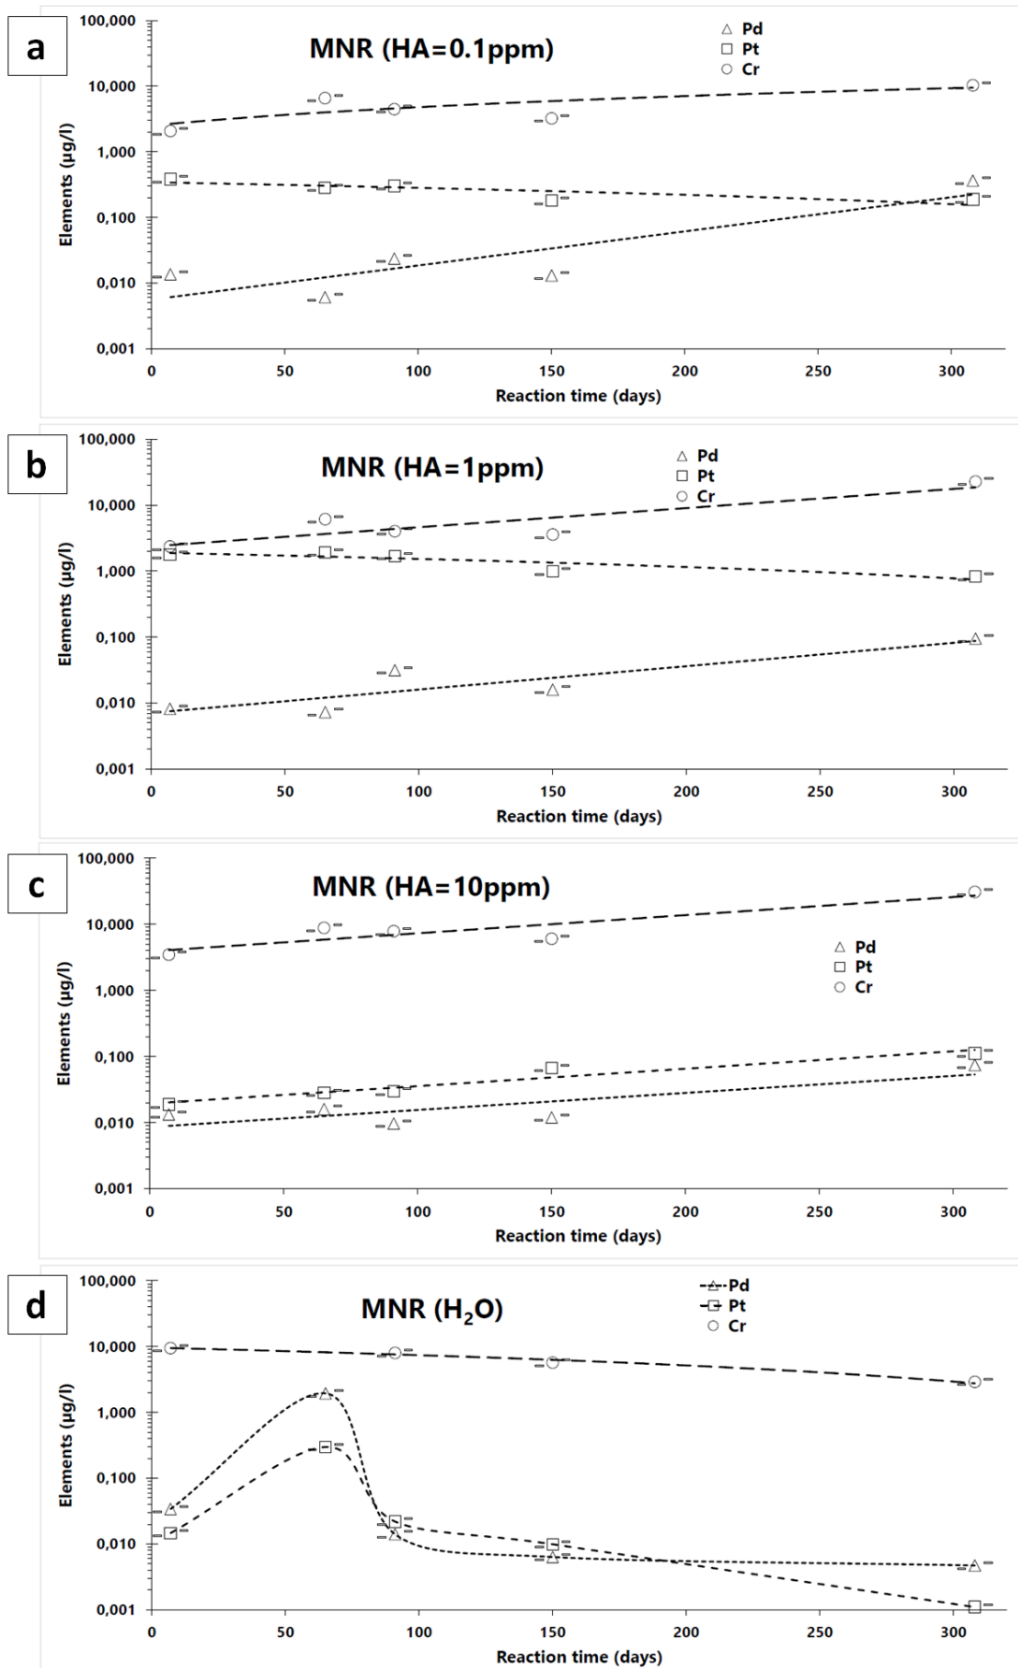 a
MNR (HA=0.1ppm)
Pd
Pt
Cr
100,000
10,000
1,000
0,100
0,010
0,001
Elements (µg/l)
0 50 100 150 200 250 300
Reaction time (days)
b
MNR (HA=1ppm)
Pd
Pt
Cr
100,000
10,000
1,000
0,100
0,010
0,001
Elements (µg/l)
0 50 100 150 200 250 300
Reaction time (days)
c
MNR (HA=10ppm)
Pd
Pt
Cr
100,000
10,000
1,000
0,100
0,010
0,001
Elements (µg/l)
0 50 100 150 200 250 300
Reaction time (days)
d
MNR (H₂O)
Pd
Pt
Cr
100,000
10,000
1,000
0,100
0,010
0,001
Elements (µg/l)
0 50 100 150 200 250 300
Reaction time (days)